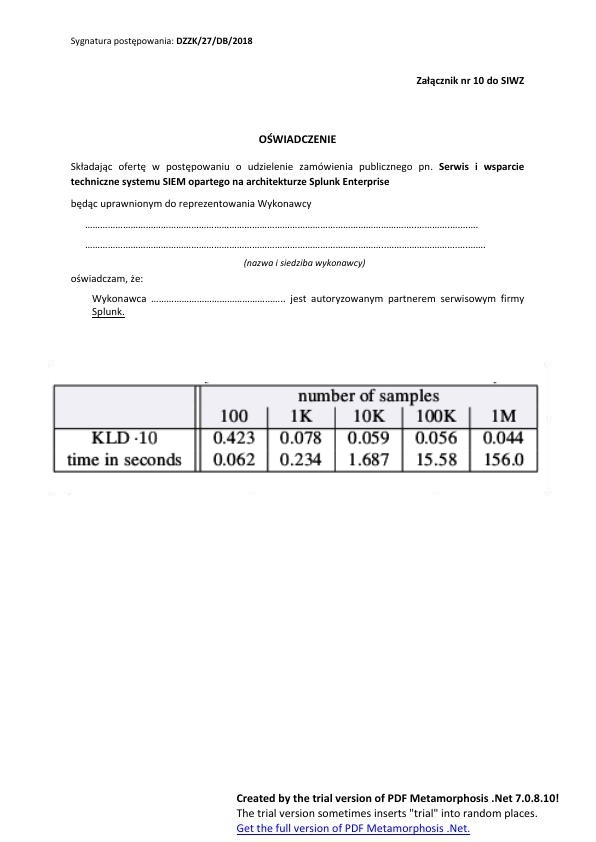 Sygnatura postępowania: DZZK/27/DB/2018
Załącznik nr 10 do SIWZ
OŚWIADCZENIE
Składając ofertę w postępowaniu o udzielenie zamówienia publicznego pn. Serwis i wsparcie
techniczne systemu SIEM opartego na architekturze Splunk Enterprise
będąc uprawnionym do reprezentowania Wykonawcy
……………………………………………………………………………………………………………………
………………………………………………………………………………………………………………………
(nazwa i siedziba wykonawcy)
oświadczam, że:
Wykonawca ……………………………………… jest autoryzowanym partnerem serwisowym firmy
Splunk.
number of samples
100 1K 10K 100K 1M
KLD ·10 0.423 0.078 0.059 0.056 0.044
time in seconds 0.062 0.234 1.687 15.58 156.0
Created by the trial version of PDF Metamorphosis .Net 7.0.8.10!
The trial version sometimes inserts "trial" into random places.
Get the full version of PDF Metamorphosis .Net.